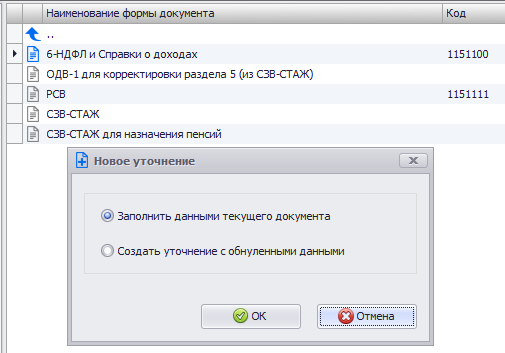 Наименование формы документа Код
..
6-НДФЛ и Справки о доходах 1151100
ОДВ-1 для корректировки раздела 5 (из СЗВ-СТАЖ)
РСВ 1151111
СЗВ-СТАЖ
СЗВ-СТАЖ для назначения пенсий
Новое уточнение
Заполнить данными текущего документа
Создать уточнение с обнуленными данными
ОК Отмена